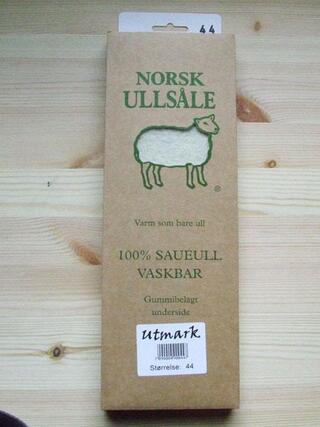 44
NORSK
ULLSÅLE
®
Varm som bare ull
100% SAUEULL
VASKBAR
Gummibelagt
underside
utmark
Størrelse: 44